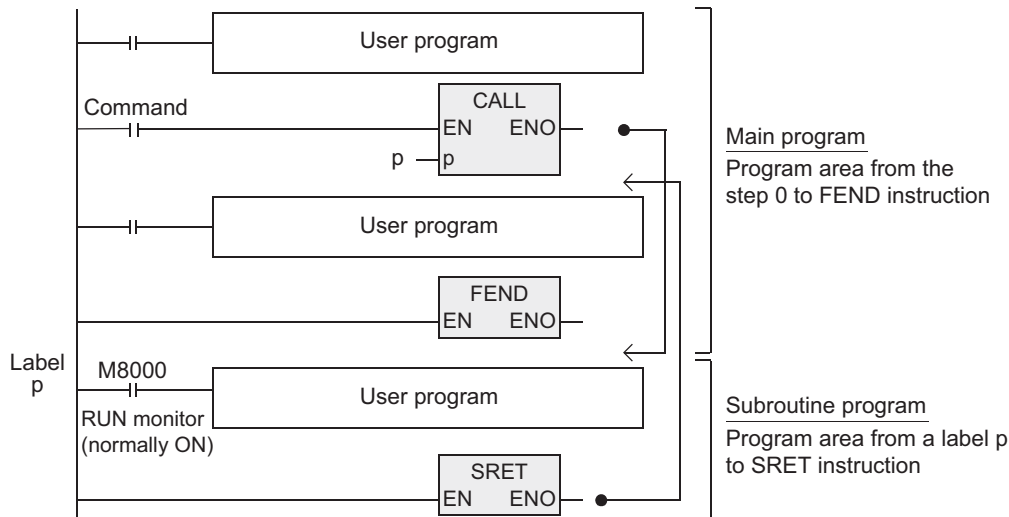 User program
Command
CALL
EN ENO
p p
Main program
Program area from the
step 0 to FEND instruction
User program
FEND
EN ENO
Label
p
M8000
User program
RUN monitor
(normally ON)
Subroutine program
Program area from a label p
to SRET instruction
SRET
EN ENO